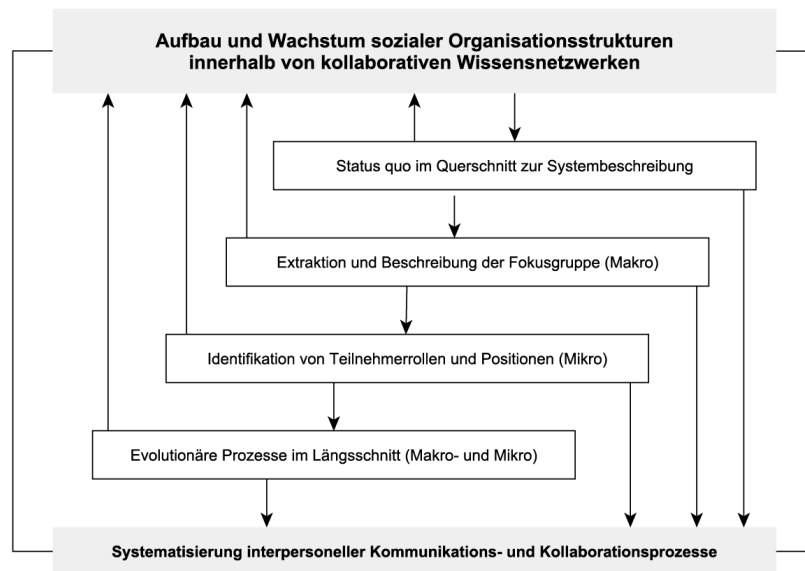 Aufbau und Wachstum sozialer Organisationsstrukturen
innerhalb von kollaborativen Wissensnetzwerken
Status quo im Querschnitt zur Systembeschreibung
Extraktion und Beschreibung der Fokusgruppe (Makro)
Identifikation von Teilnehmerrollen und Positionen (Mikro)
Evolutionäre Prozesse im Längsschnitt (Makro- und Mikro)
Systematisierung interpersoneller Kommunikations- und Kollaborationsprozesse